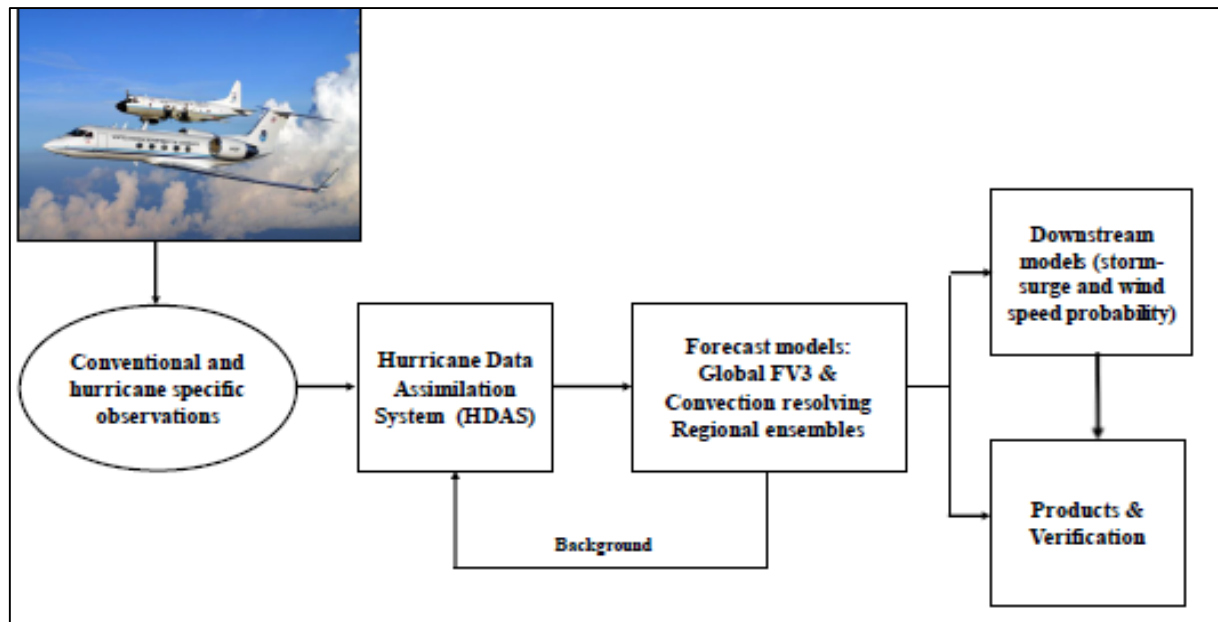 Conventional and
hurricane specific
observations
Hurricane Data
Assimilation
System (HDAS)
Forecast models:
Global FV3 &
Convection resolving
Regional ensembles
Background
Downstream
models (storm-
surge and wind
speed probability)
Products &
Verification